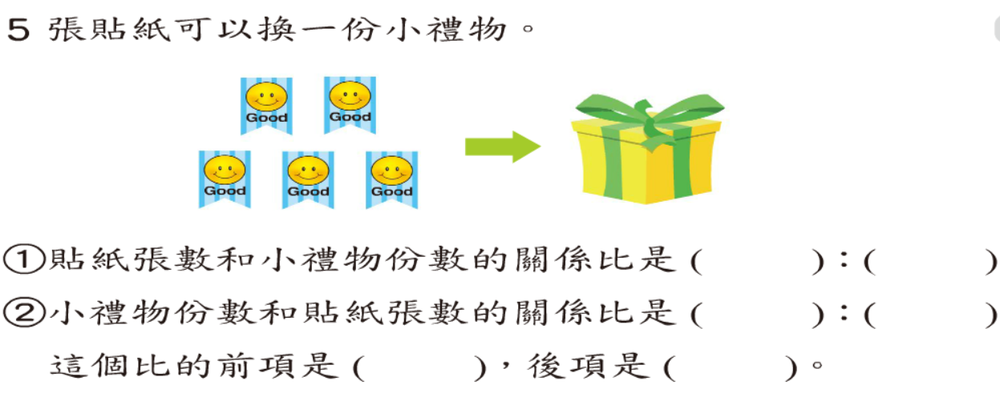 5 張貼紙可以換一份小禮物。
Good Good
Good Good Good
①貼紙張數和小禮物份數的關係比是(　　):(　　)
②小禮物份數和貼紙張數的關係比是(　　):(　　)
這個比的前項是(　　),後項是(　　)。